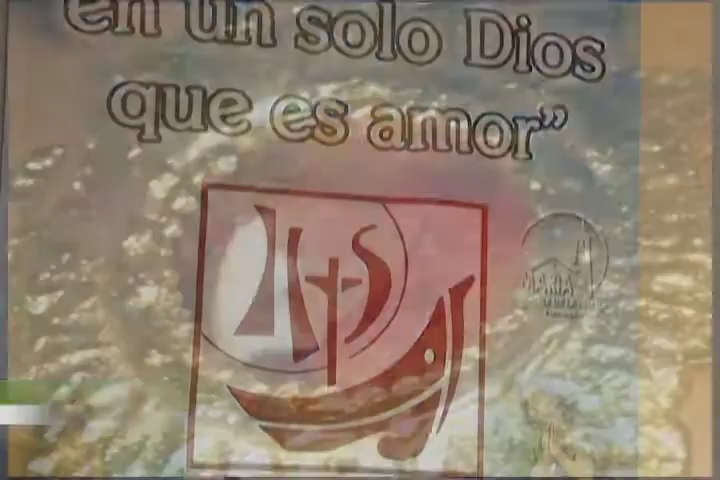 en un solo Dios
que es amor”
IHS
MARIA